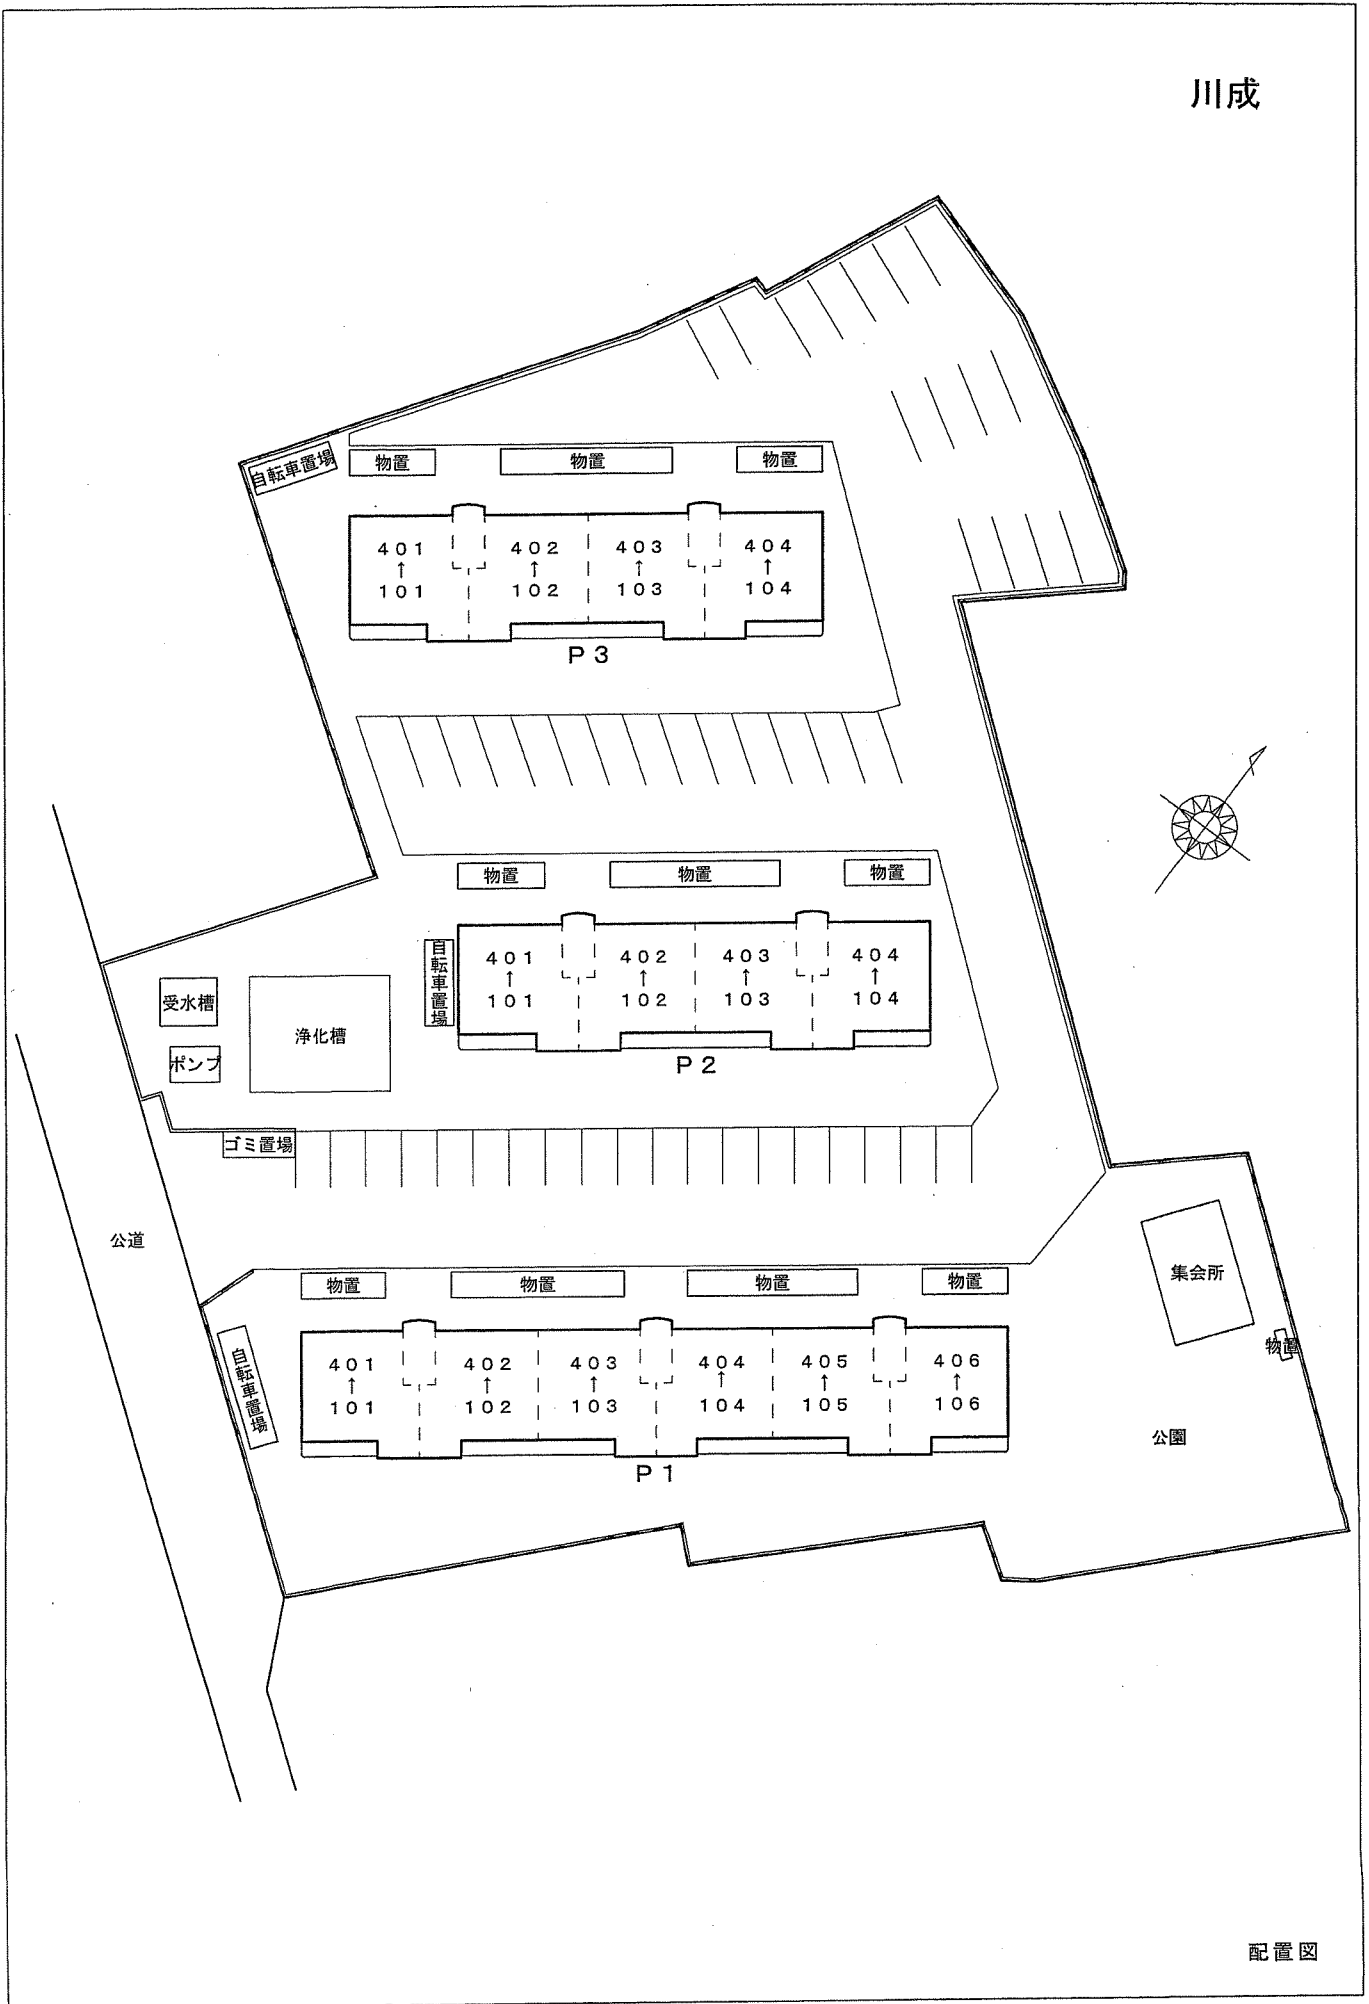 川成
自転車置場
物置
物置
物置
401
402
403
404
↑
↑
↑
↑
101
102
103
104
P3
物置
物置
物置
自転車置場
401
402
403
404
↑
↑
↑
↑
101
102
103
104
P2
受水槽
浄化槽
ポンプ
ゴミ置場
公道
物置
物置
物置
物置
集会所
物置
自転車置場
401
402
403
404
405
406
↑
↑
↑
↑
↑
↑
101
102
103
104
105
106
P1
公園
配置図